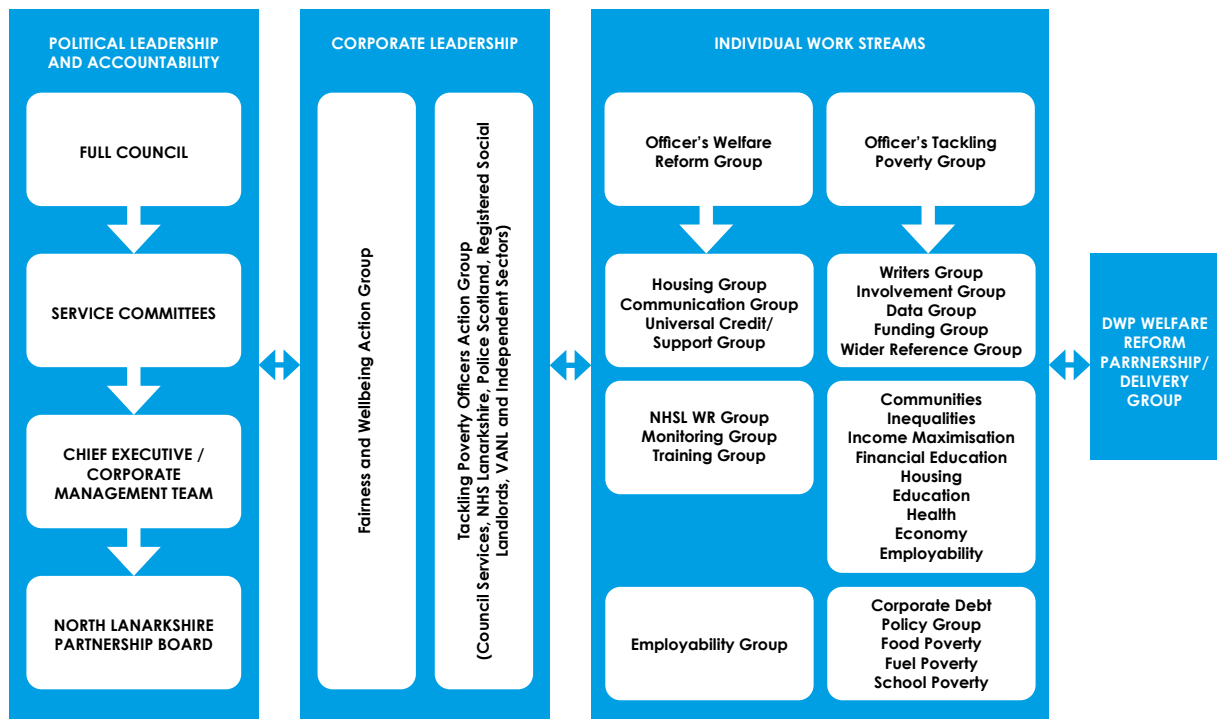 POLITICAL LEADERSHIP
AND ACCOUNTABILITY
FULL COUNCIL
SERVICE COMMITTEES
CHIEF EXECUTIVE /
CORPORATE
MANAGEMENT TEAM
NORTH LANARKSHIRE
PARTNERSHIP BOARD
CORPORATE LEADERSHIP
Fairness and Wellbeing Action Group
Tackling Poverty Officers Action Group
(Council Services, NHS Lanarkshire, Police Scotland, Registered Social
Landlords, VANL and Independent Sectors)
INDIVIDUAL WORK STREAMS
Officer's Welfare
Reform Group
Housing Group
Communication Group
Universal Credit/
Support Group
NHSL WR Group
Monitoring Group
Training Group
Employability Group
Officer's Tackling
Poverty Group
Writers Group
Involvement Group
Data Group
Funding Group
Wider Reference Group
Communities
Inequalities
Income Maximisation
Financial Education
Housing
Education
Health
Economy
Employability
Corporate Debt
Policy Group
Food Poverty
Fuel Poverty
School Poverty
DWP WELFARE
REFORM
PARRNERSHIP/
DELIVERY
GROUP